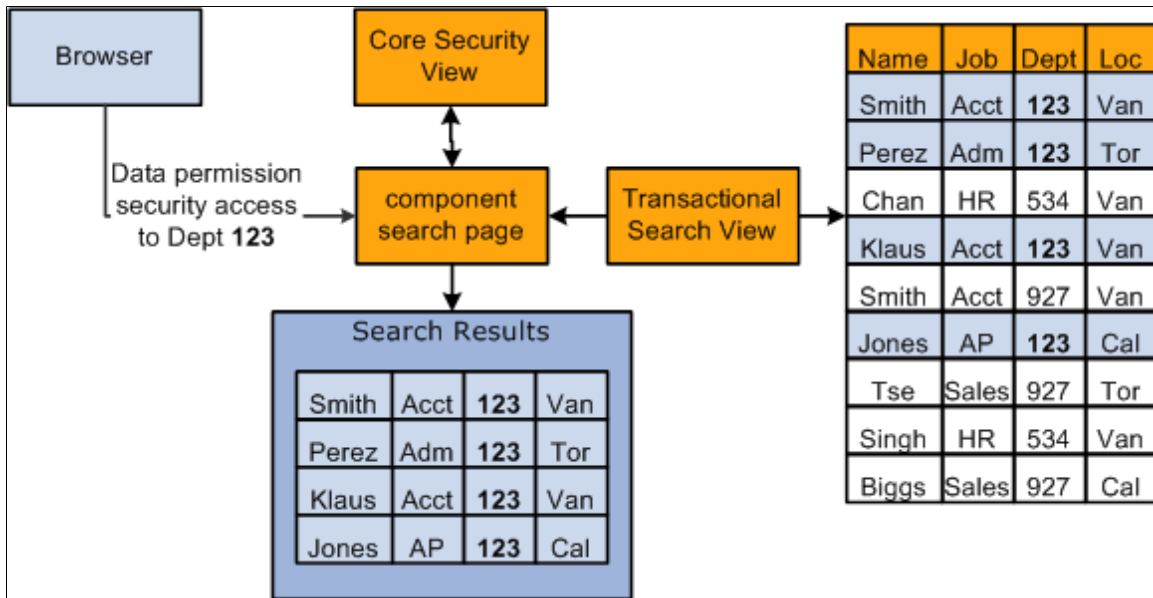 Browser
Core Security
View
Data permission
security access
to Dept 123
component
search page
Transactional
Search View
Search Results
Smith Acct 123 Van
Perez Adm 123 Tor
Klaus Acct 123 Van
Jones AP 123 Cal
Name Job Dept Loc
Smith Acct 123 Van
Perez Adm 123 Tor
Chan HR 534 Van
Klaus Acct 123 Van
Smith Acct 927 Van
Jones AP 123 Cal
Tse Sales 927 Tor
Singh HR 534 Van
Biggs Sales 927 Cal